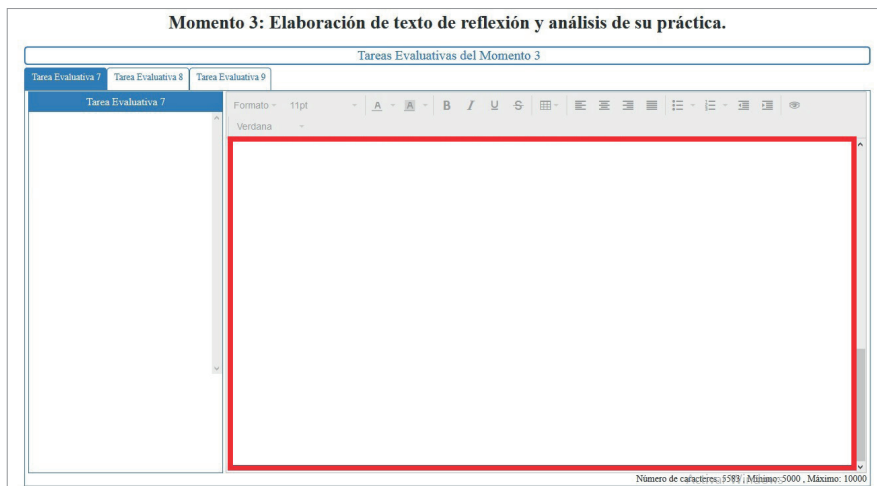 Momento 3: Elaboración de texto de reflexión y análisis de su práctica.
Tareas Evaluativas del Momento 3
Tarea Evaluativa 7 Tarea Evaluativa 8 Tarea Evaluativa 9
Tarea Evaluativa 7
Formato 11pt A A B I U S
Verdana
Número de caracteres: 5583 , Mínimo: 5000 , Máximo: 10000